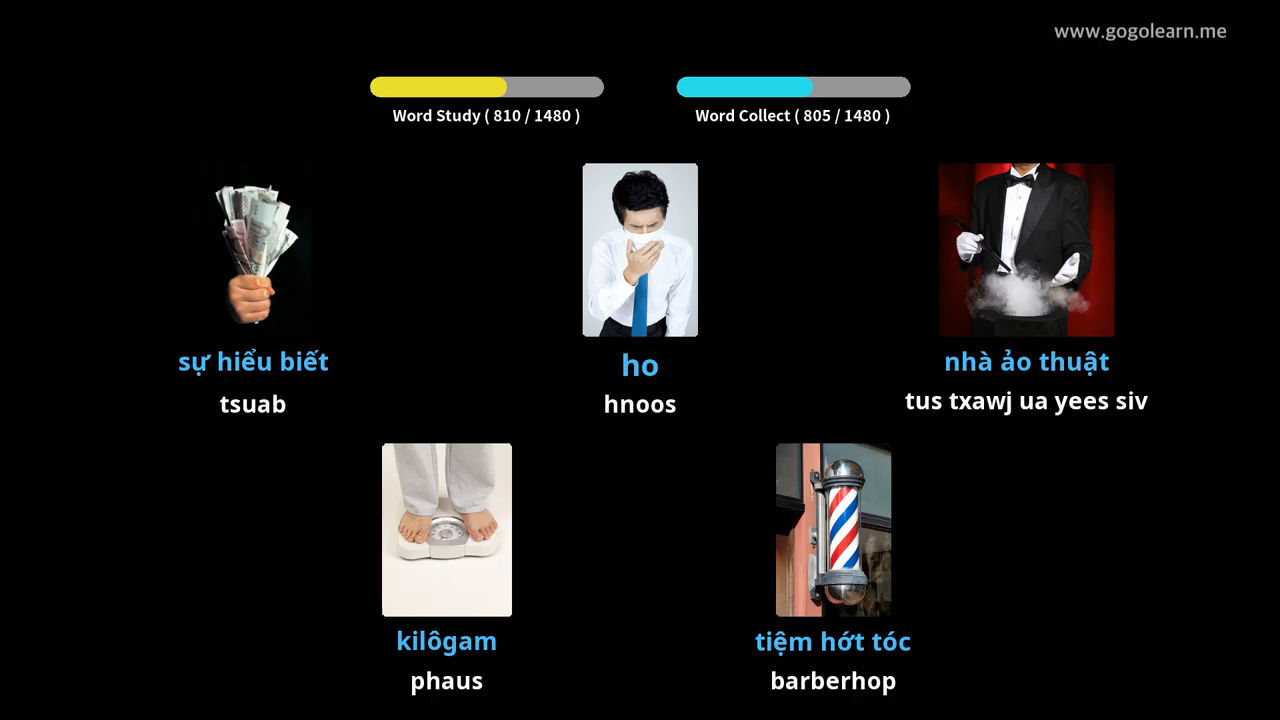 www.gogolearn.me
Word Study ( 810 / 1480 )
Word Collect ( 805 / 1480 )
sự hiểu biết
tsuab
ho
hnoos
nhà ảo thuật
tus txawj ua yees siv
kilôgam
phaus
tiệm hớt tóc
barberhop